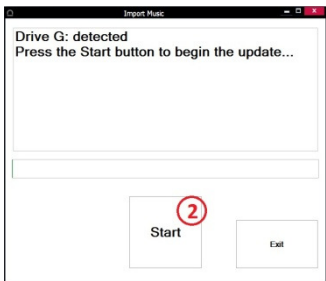 Import Music
Drive G: detected
Press the Start button to begin the update...
2
Start
Exit